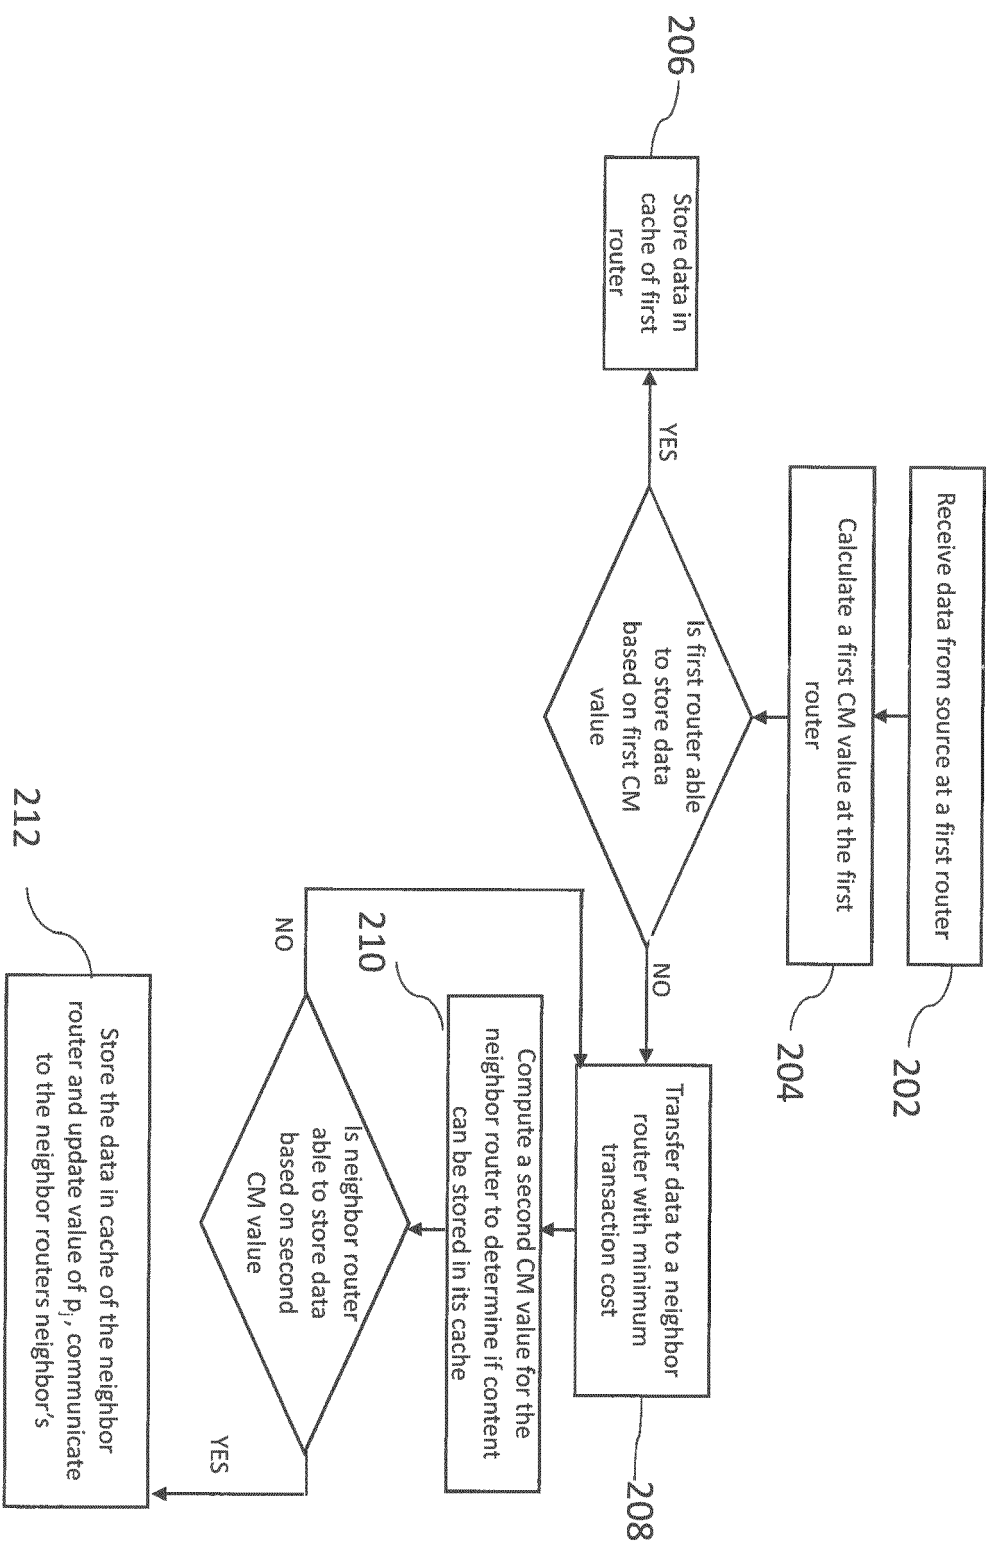 Receive data from source at a first router
202
Calculate a first CM value at the first
router
204
Is first router able
to store data
based on first CM
value
YES
NO
Store data in
cache of first
router
206
Transfer data to a neighbor
router with minimum
transaction cost
208
Compute a second CM value for the
neighbor router to determine if content
can be stored in its cache
210
Is neighbor router
able to store data
based on second
CM value
NO
YES
Store the data in cache of the neighbor
router and update value of pⱼ, communicate
to the neighbor routers neighbor's
212